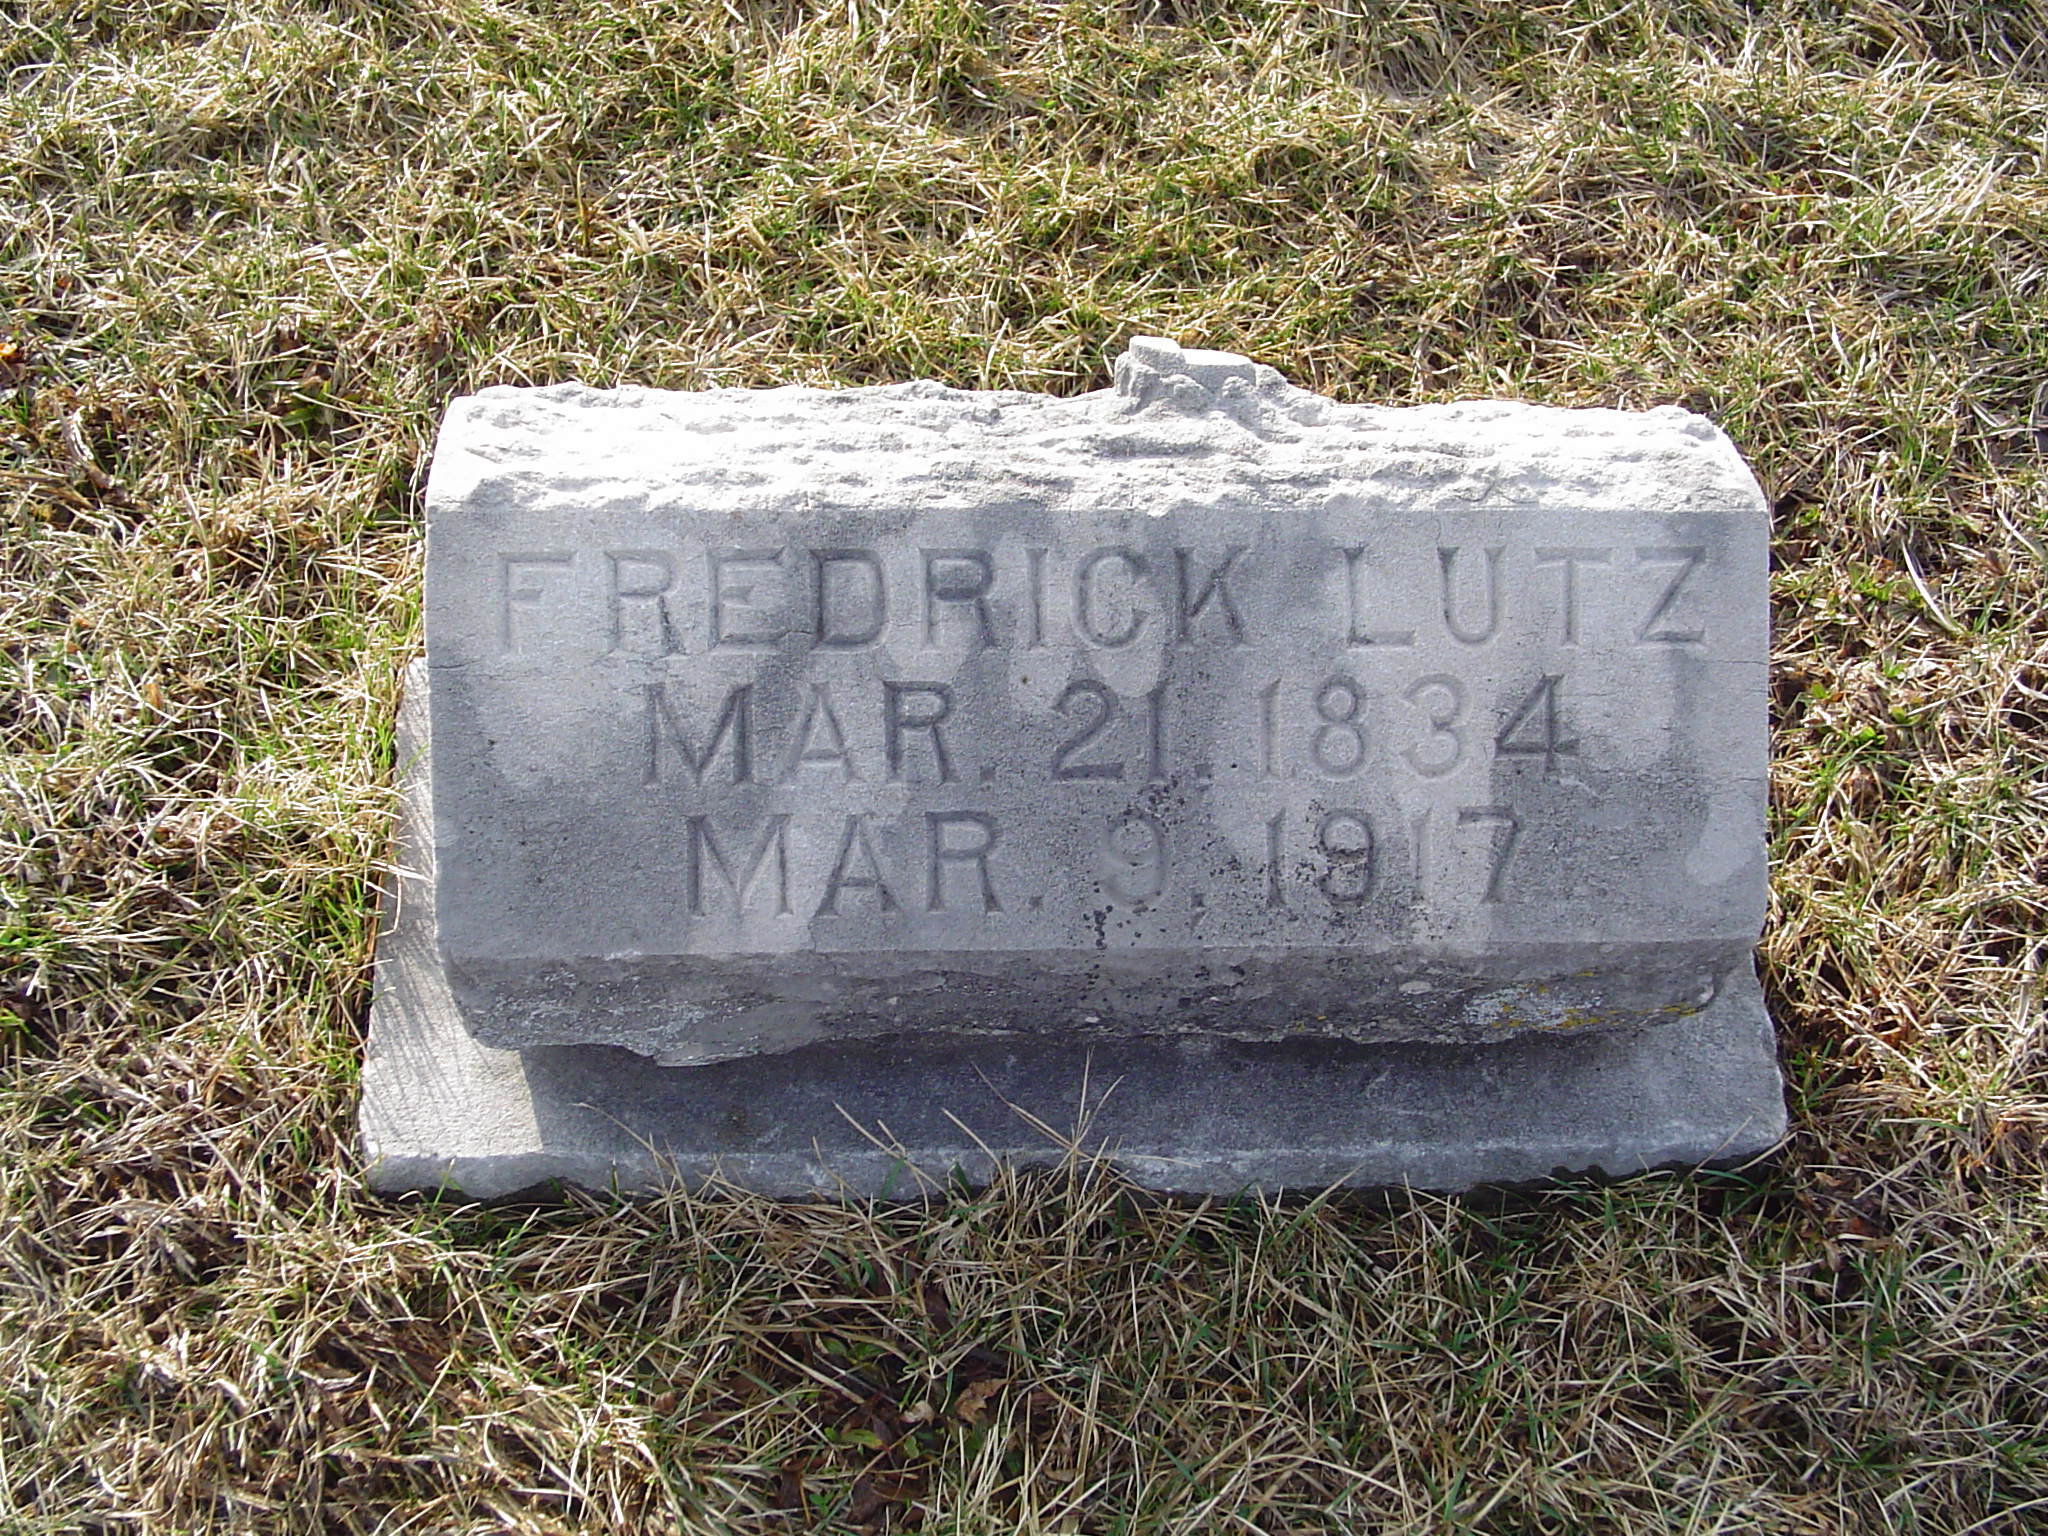 FREDRICK LUTZ
MAR. 21. 1834
MAR. 9, 1917